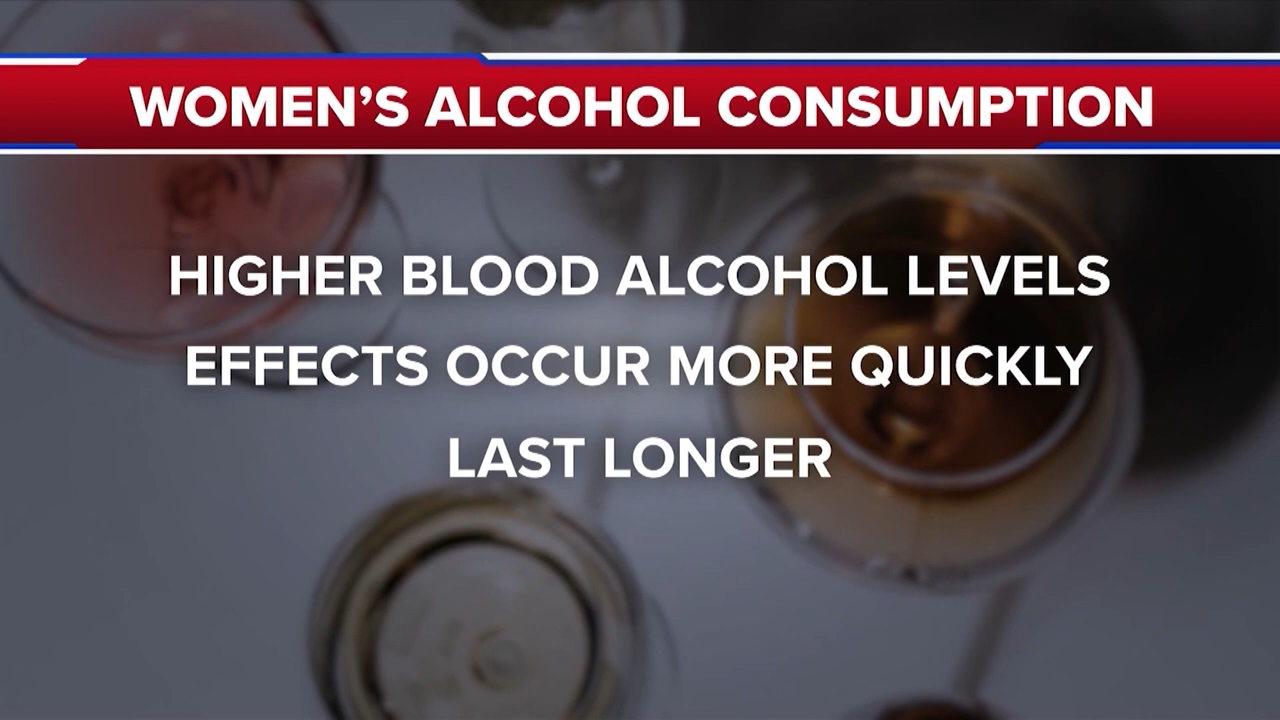 WOMEN’S ALCOHOL CONSUMPTION
HIGHER BLOOD ALCOHOL LEVELS
EFFECTS OCCUR MORE QUICKLY
LAST LONGER